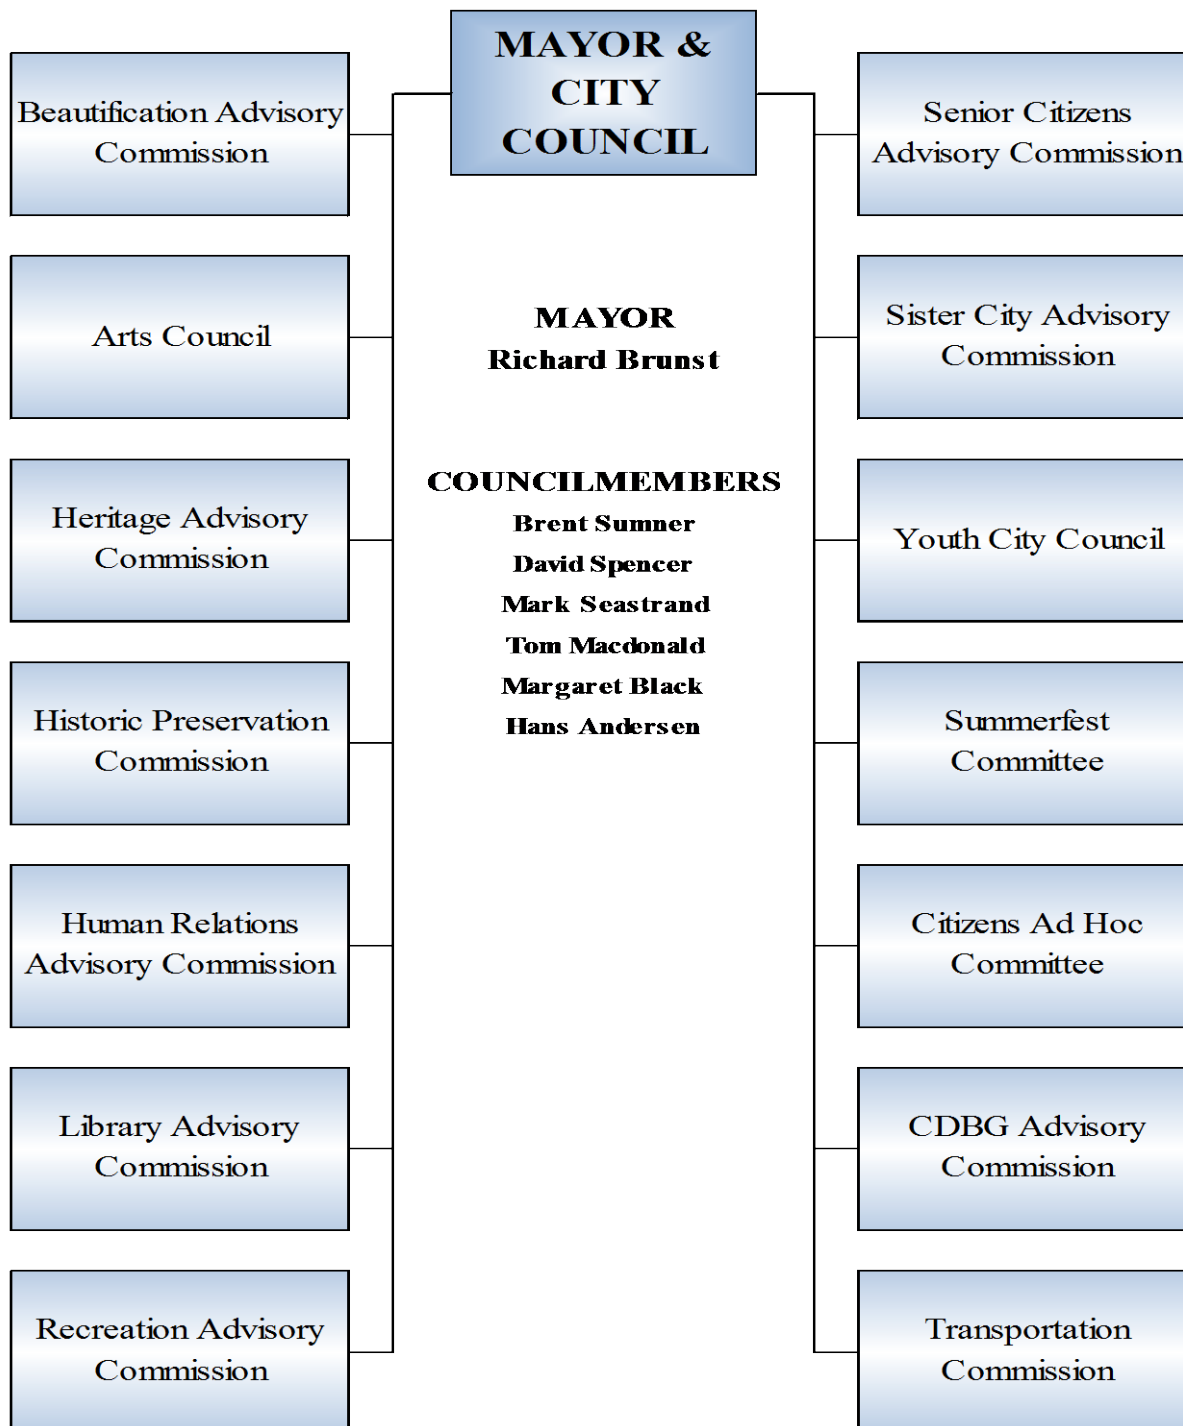 MAYOR &
CITY
COUNCIL
Beautification Advisory
Commission
Arts Council
Heritage Advisory
Commission
Historic Preservation
Commission
Human Relations
Advisory Commission
Library Advisory
Commission
Recreation Advisory
Commission
MAYOR
Richard Brunst
COUNCILMEMBERS
Brent Sumner
David Spencer
Mark Seastrand
Tom Macdonald
Margaret Black
Hans Andersen
Senior Citizens
Advisory Commission
Sister City Advisory
Commission
Youth City Council
Summerfest
Committee
Citizens Ad Hoc
Committee
CDBG Advisory
Commission
Transportation
Commission